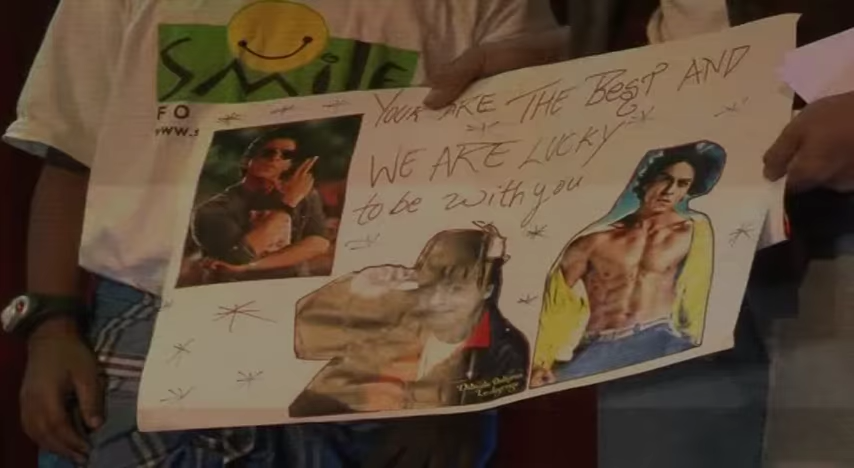 Smile
FO
WWW.S
YOUR ARE THE BEST AND
WE ARE LUCKY
to be with you